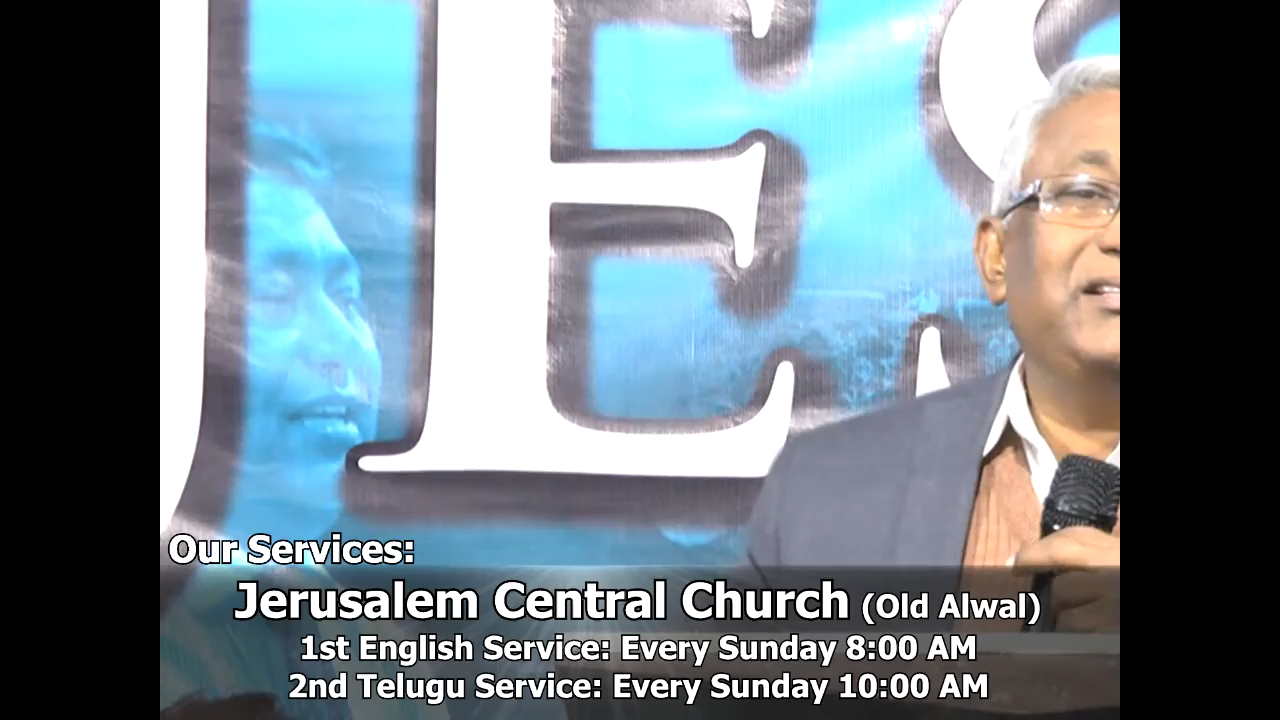 JES
Our Services:
Jerusalem Central Church (Old Alwal)
1st English Service: Every Sunday 8:00 AM
2nd Telugu Service: Every Sunday 10:00 AM